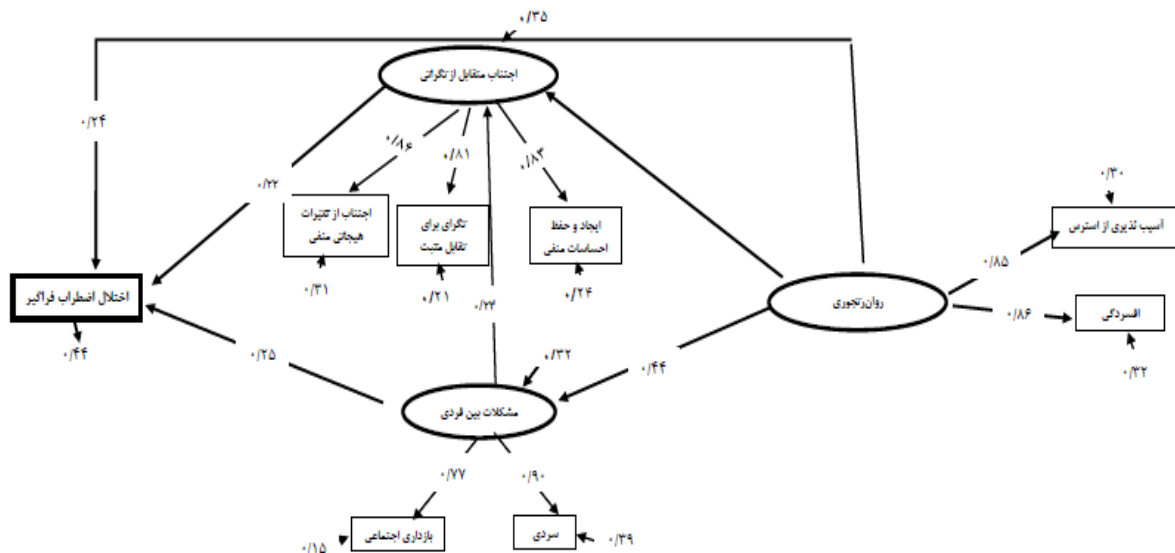 ۰/۳۵
اجتناب متقابل از نگرانی
۰/۲۴
۰/۸۶
۰/۸۱
۰/۸۳
۰/۲۲
اجتناب از تغییرات
هیجانی منفی
نگرای برای
تقابل مثبت
ایجاد و حفظ
احساسات منفی
۰/۳۰
آسیب پذیری از استرس
۰/۳۱
۰/۲۱
۰/۲۴
۰/۸۵
اختلال اضطراب فراگیر
۰/۲۳
روان‌رنجوری
۰/۸۶
افسردگی
۰/۴۴
۰/۲۵
۰/۳۲
۰/۴۴
۰/۳۲
مشکلات بین فردی
۰/۷۷
۰/۹۰
بازداری اجتماعی
سردی
۰/۱۵
۰/۳۹